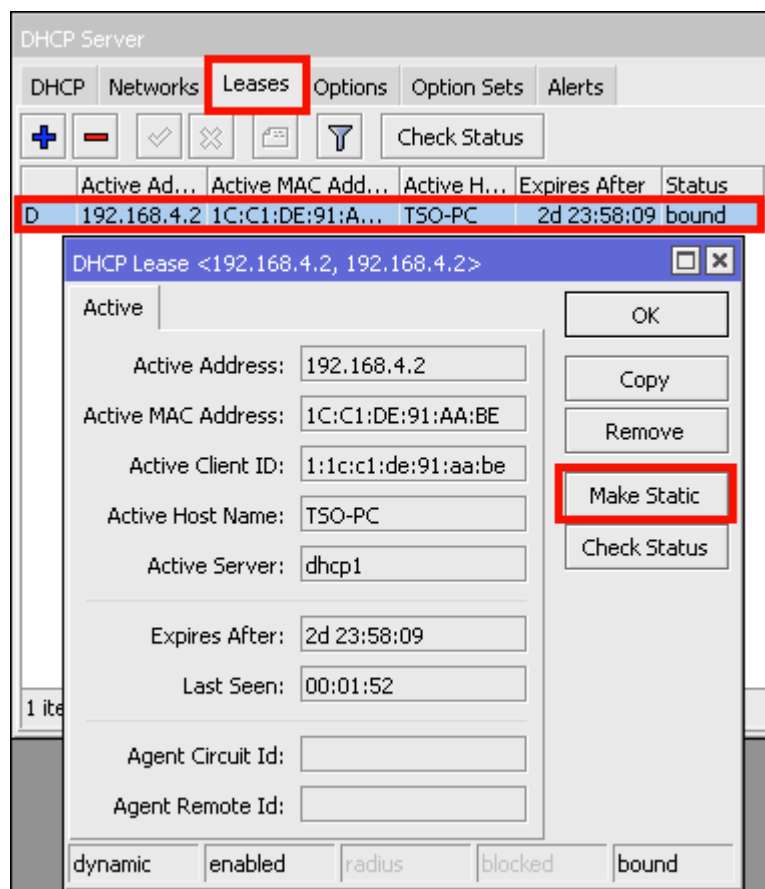 DHCP Server
DHCP Networks Leases Options Option Sets Alerts
Check Status
Active Ad... Active MAC Add... Active H... Expires After Status
D 192.168.4.2 1C:C1:DE:91:A... TSO-PC 2d 23:58:09 bound
DHCP Lease <192.168.4.2, 192.168.4.2>
Active
OK
Active Address: 192.168.4.2
Copy
Active MAC Address: 1C:C1:DE:91:AA:BE
Remove
Active Client ID: 1:1c:c1:de:91:aa:be
Make Static
Active Host Name: TSO-PC
Check Status
Active Server: dhcp1
Expires After: 2d 23:58:09
Last Seen: 00:01:52
1 ite
Agent Circuit Id:
Agent Remote Id:
dynamic enabled radius blocked bound